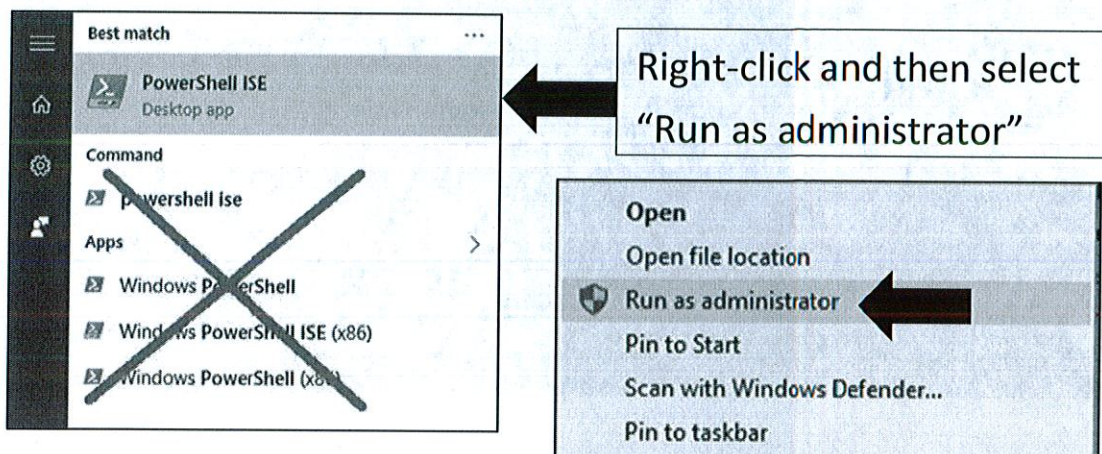 Best match
...
PowerShell ISE
Desktop app
Right-click and then select
“Run as administrator”
Command
powershell ise
Apps
Windows PowerShell
Windows PowerShell ISE (x86)
Windows PowerShell (x86)
Open
Open file location
Run as administrator
Pin to Start
Scan with Windows Defender...
Pin to taskbar